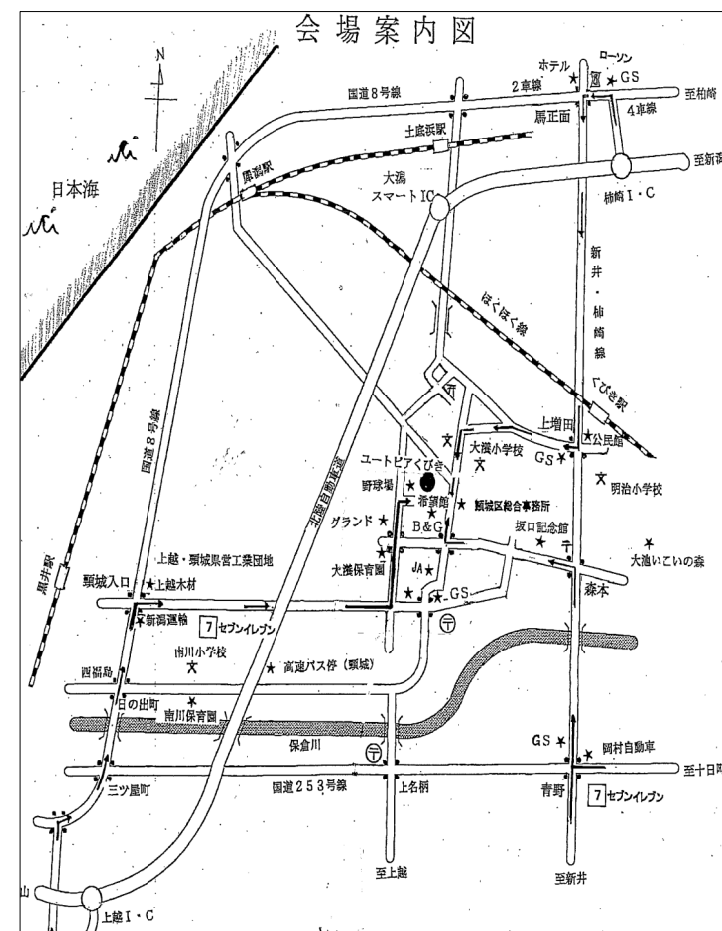 会場案内図
N
ローソン
ホテル
GS
国道8号線
2車線
至柏崎
4車線
土底浜駅
犀潟駅
日本海
大潟
スマートIC
至新潟
柿崎I・C
新井・柿崎線
ほくほく線
くびき駅
国道8号線
北陸自動車道
上増田
公民館
大瀁小学校
GS
ユートピアくびき
明治小学校
野球場
希望館
頸城区総合事務所
グランド
B&G
坂口記念館
大池いこいの森
黒井駅
上越・頸城県営工業団地
大瀁保育園
JA
頸城入口
上越木材
GS
森本
新潟運輸
7
セブンイレブン
南川小学校
高速バス停(頸城)
西福島
日の出町
南川保育園
保倉川
GS
岡村自動車
至十日町
三ツ屋町
国道253号線
上名柄
青野
7
セブンイレブン
至上越
至新井
山
上越I・C